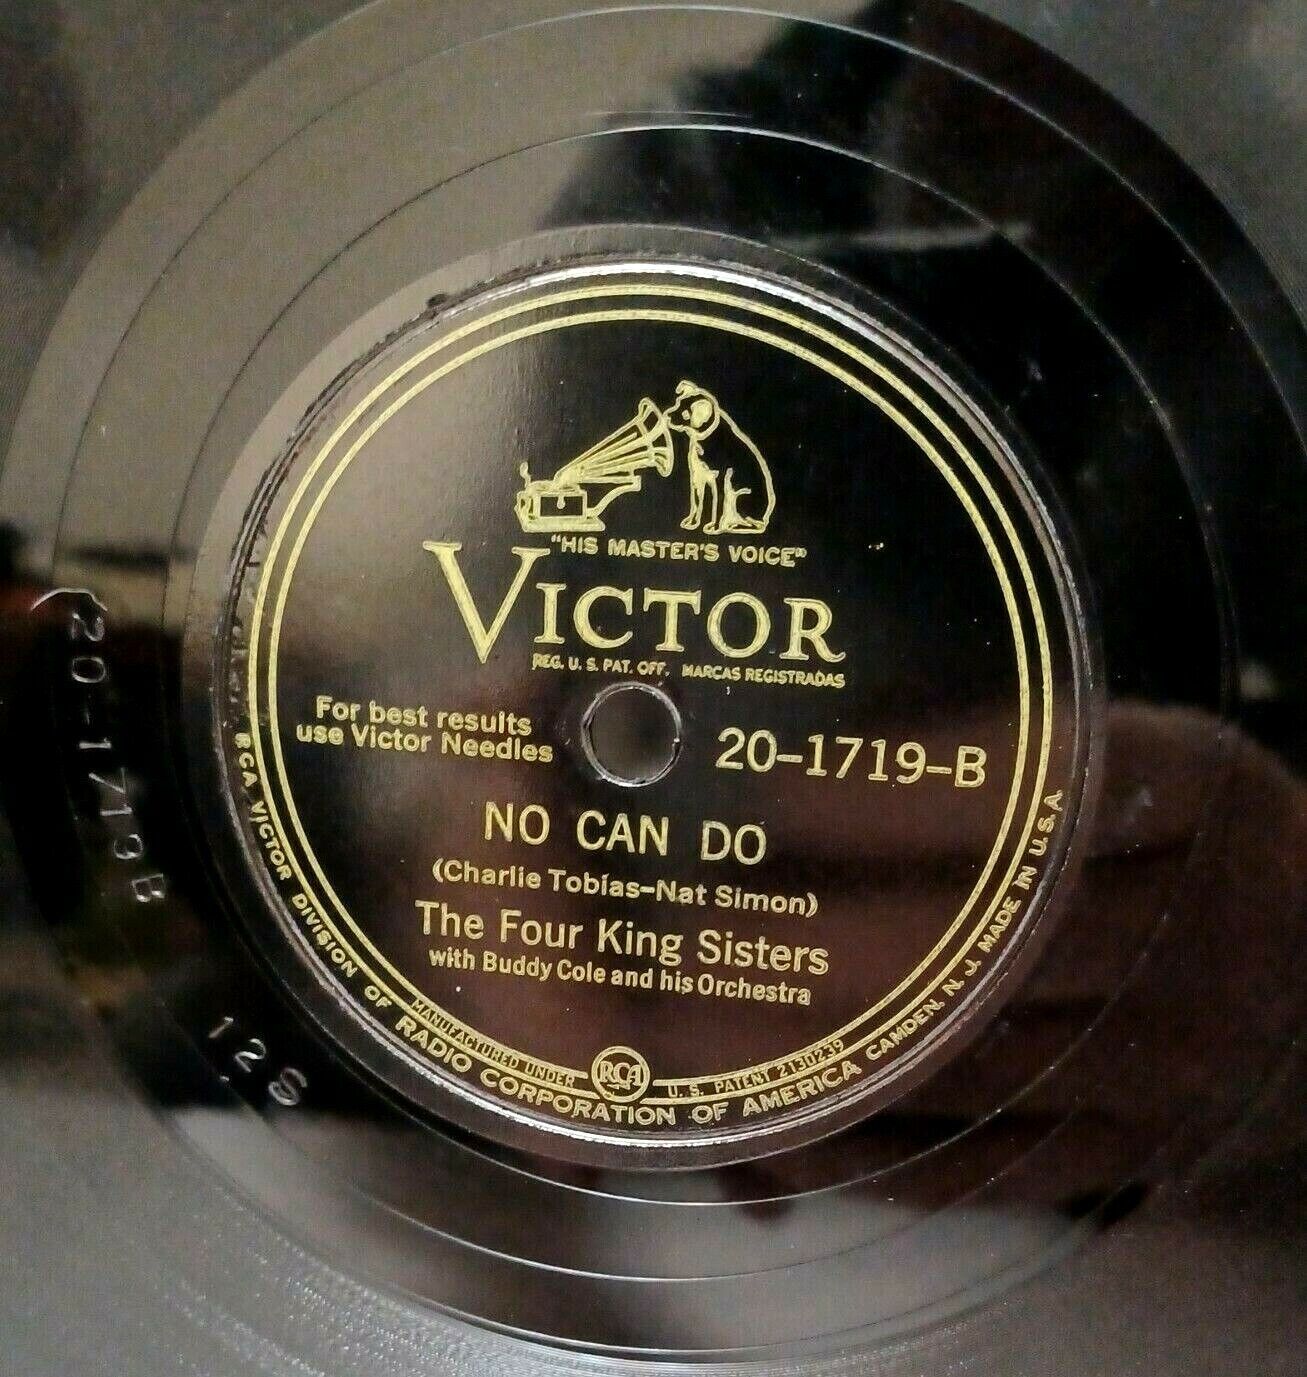 "HIS MASTER'S VOICE"
VICTOR
REG. U. S. PAT. OFF. MARCAS REGISTRADAS
For best results
use Victor Needles
20-1719-B
NO CAN DO
(Charlie Tobias-Nat Simon)
The Four King Sisters
with Buddy Cole and his Orchestra
MANUFACTURED UNDER
RCA
U. S. PATENT 2130239
RCA VICTOR DIVISION OF RADIO CORPORATION OF AMERICA CAMDEN, N. J. MADE IN U.S.A.
20-1719 B
12S